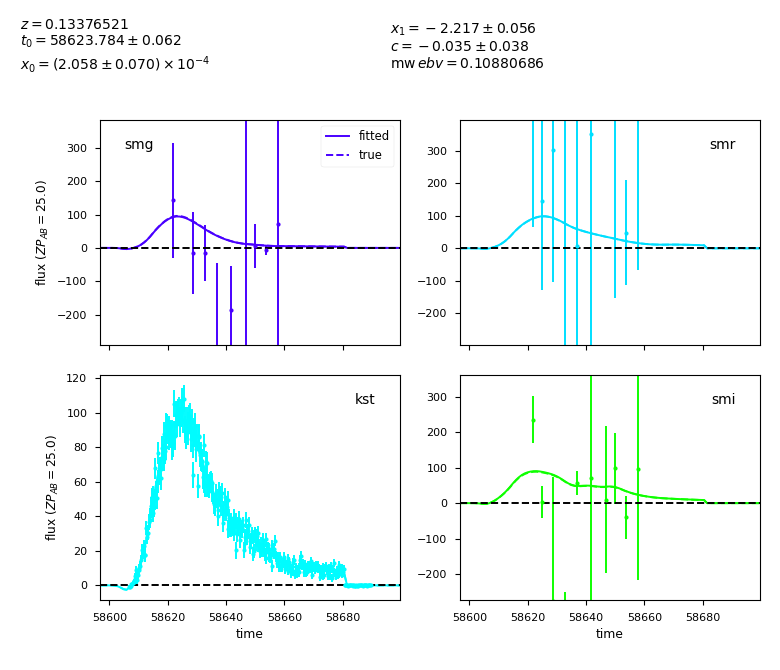 z = 0.13376521
t₀ = 58623.784 ± 0.062
x₀ = (2.058 ± 0.070) × 10⁻⁴
x₁ = −2.217 ± 0.056
c = −0.035 ± 0.038
mw ebv = 0.10880686
smg
fitted
true
300
200
100
0
−100
−200
flux (ZP_AB = 25.0)
smr
300
200
100
0
−100
−200
kst
120
100
80
60
40
20
0
flux (ZP_AB = 25.0)
58600 58620 58640 58660 58680
time
smi
300
200
100
0
−100
−200
58600 58620 58640 58660 58680
time